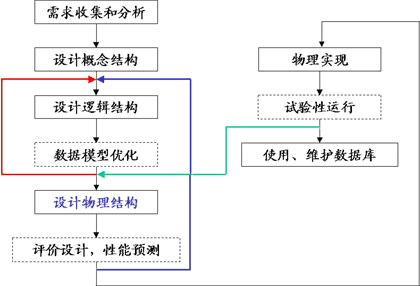 需求收集和分析
设计概念结构
设计逻辑结构
数据模型优化
设计物理结构
评价设计，性能预测
物理实现
试验性运行
使用、维护数据库